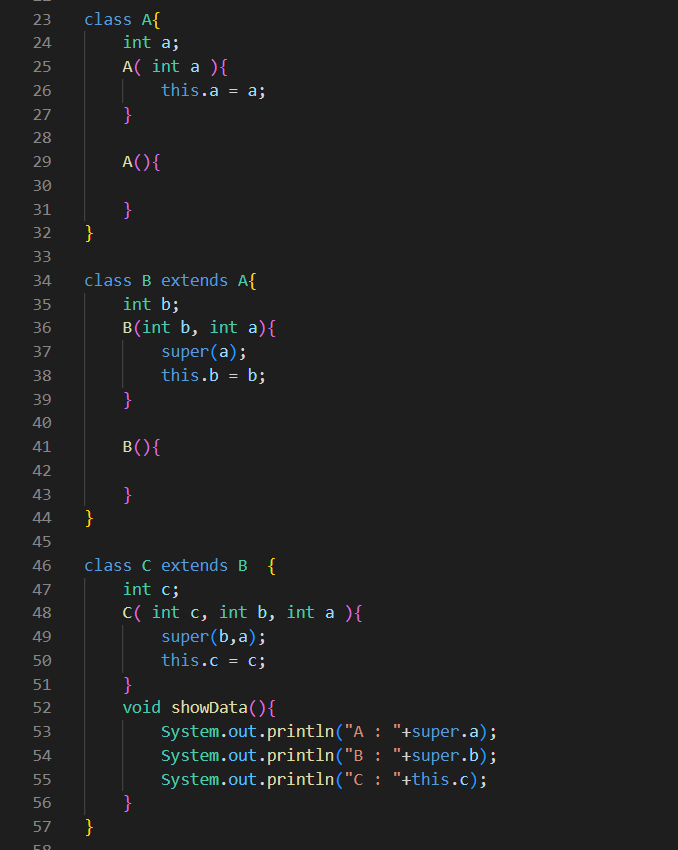 23 class A{
24     int a;
25     A( int a ){
26         this.a = a;
27     }
28
29     A(){
30
31     }
32 }
33
34 class B extends A{
35     int b;
36     B(int b, int a){
37         super(a);
38         this.b = b;
39     }
40
41     B(){
42
43     }
44 }
45
46 class C extends B  {
47     int c;
48     C( int c, int b, int a ){
49         super(b,a);
50         this.c = c;
51     }
52     void showData(){
53         System.out.println("A : "+super.a);
54         System.out.println("B : "+super.b);
55         System.out.println("C : "+this.c);
56     }
57 }